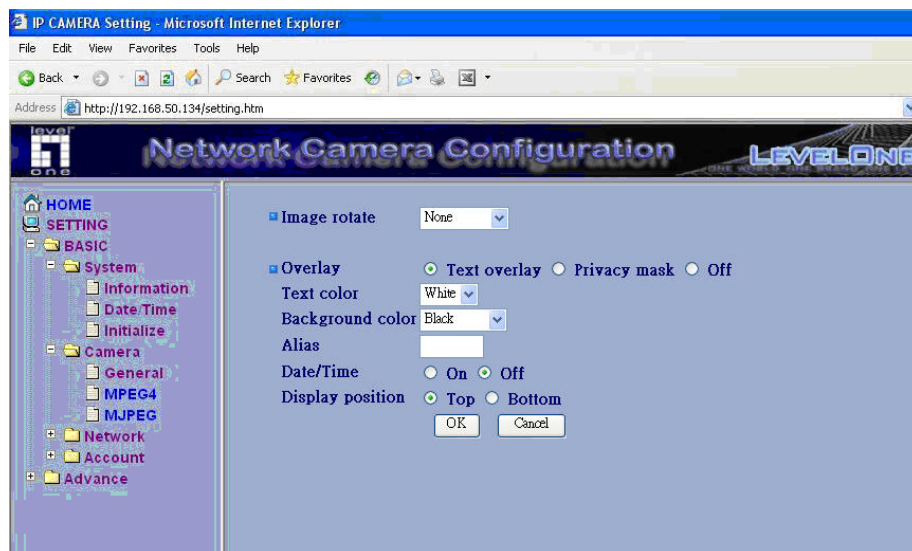 IP CAMERA Setting - Microsoft Internet Explorer
File Edit View Favorites Tools Help
Back Search Favorites
Address http://192.168.50.134/setting.htm
level one Network Camera Configuration LEVELONE
HOME
SETTING
BASIC
System
Information
Date/Time
Initialize
Camera
General
MPEG4
MJPEG
Network
Account
Advance
Image rotate None
Overlay Text overlay Privacy mask Off
Text color White
Background color Black
Alias
Date/Time On Off
Display position Top Bottom
OK Cancel